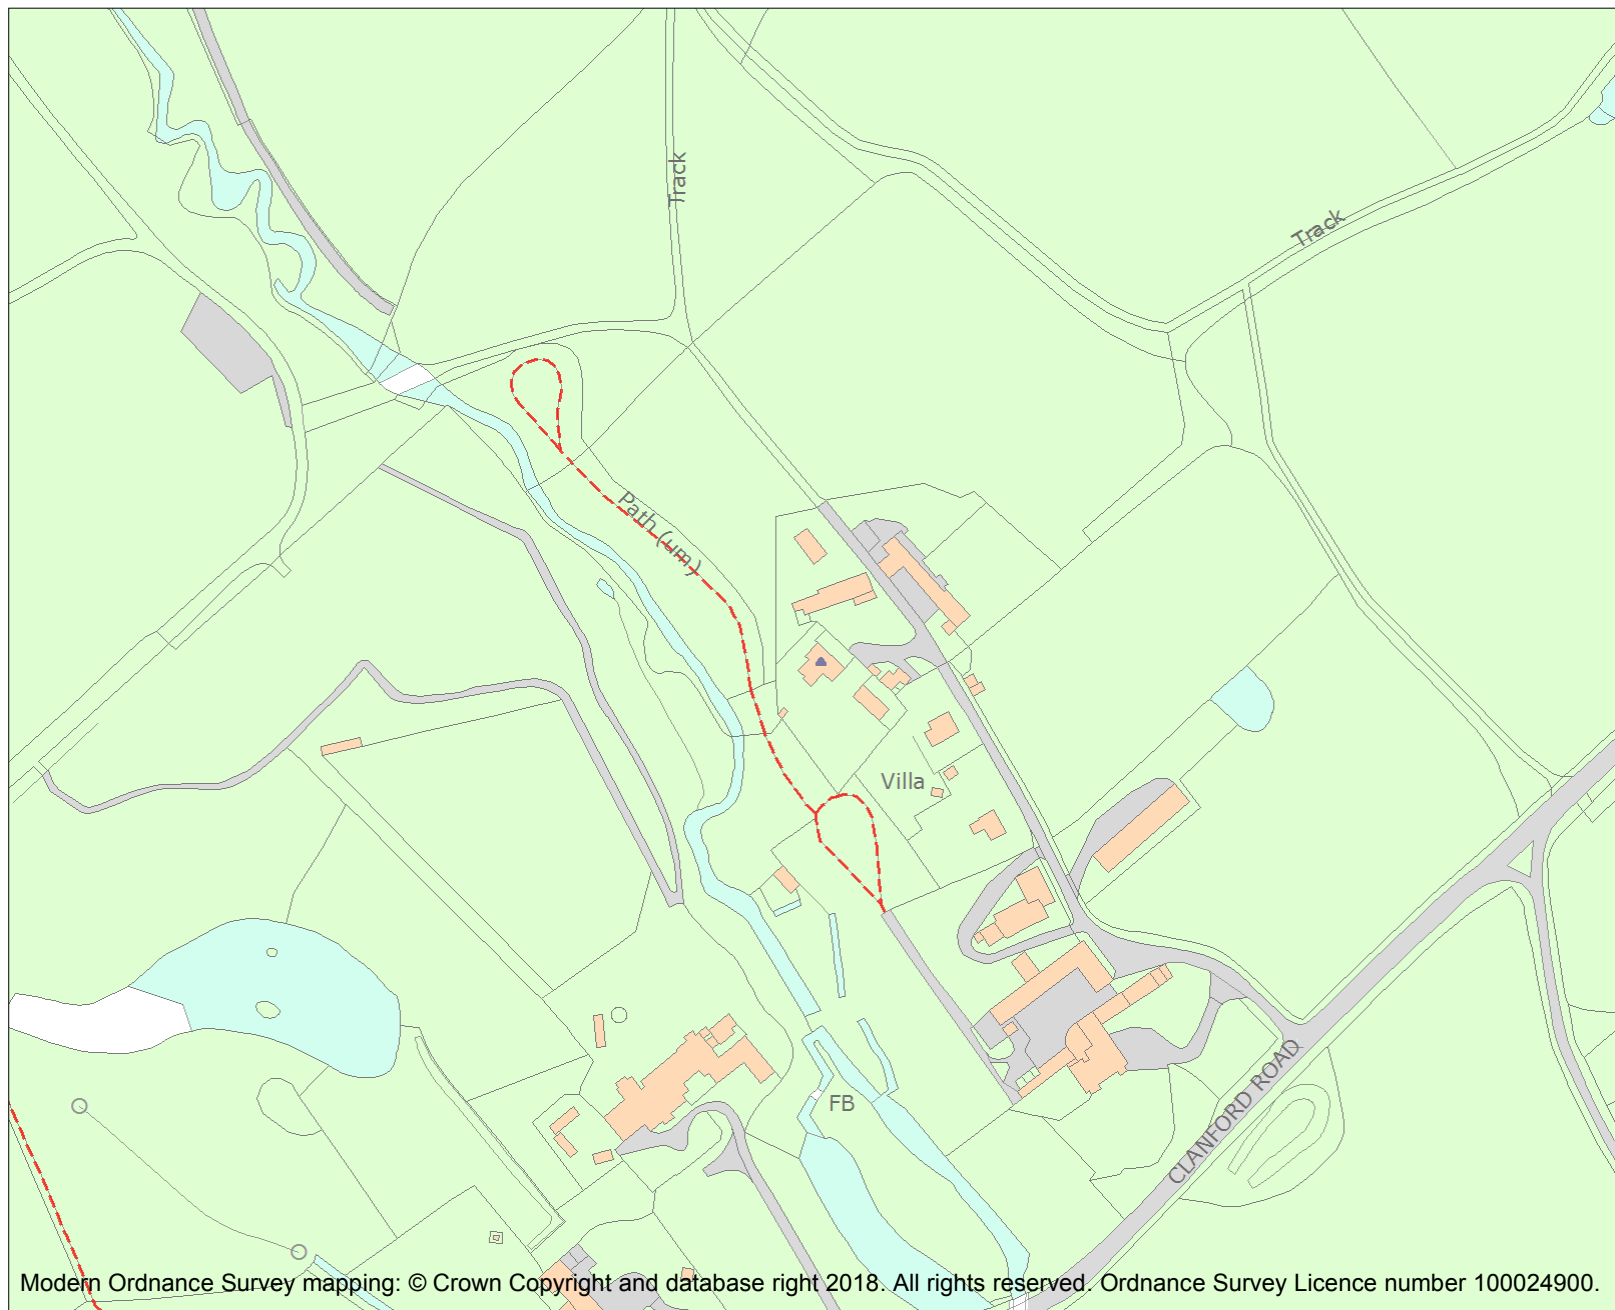 Track
Track
Path (um)
Villa
FB
CLANFORD ROAD
Modern Ordnance Survey mapping: © Crown Copyright and database right 2018. All rights reserved. Ordnance Survey Licence number 100024900.